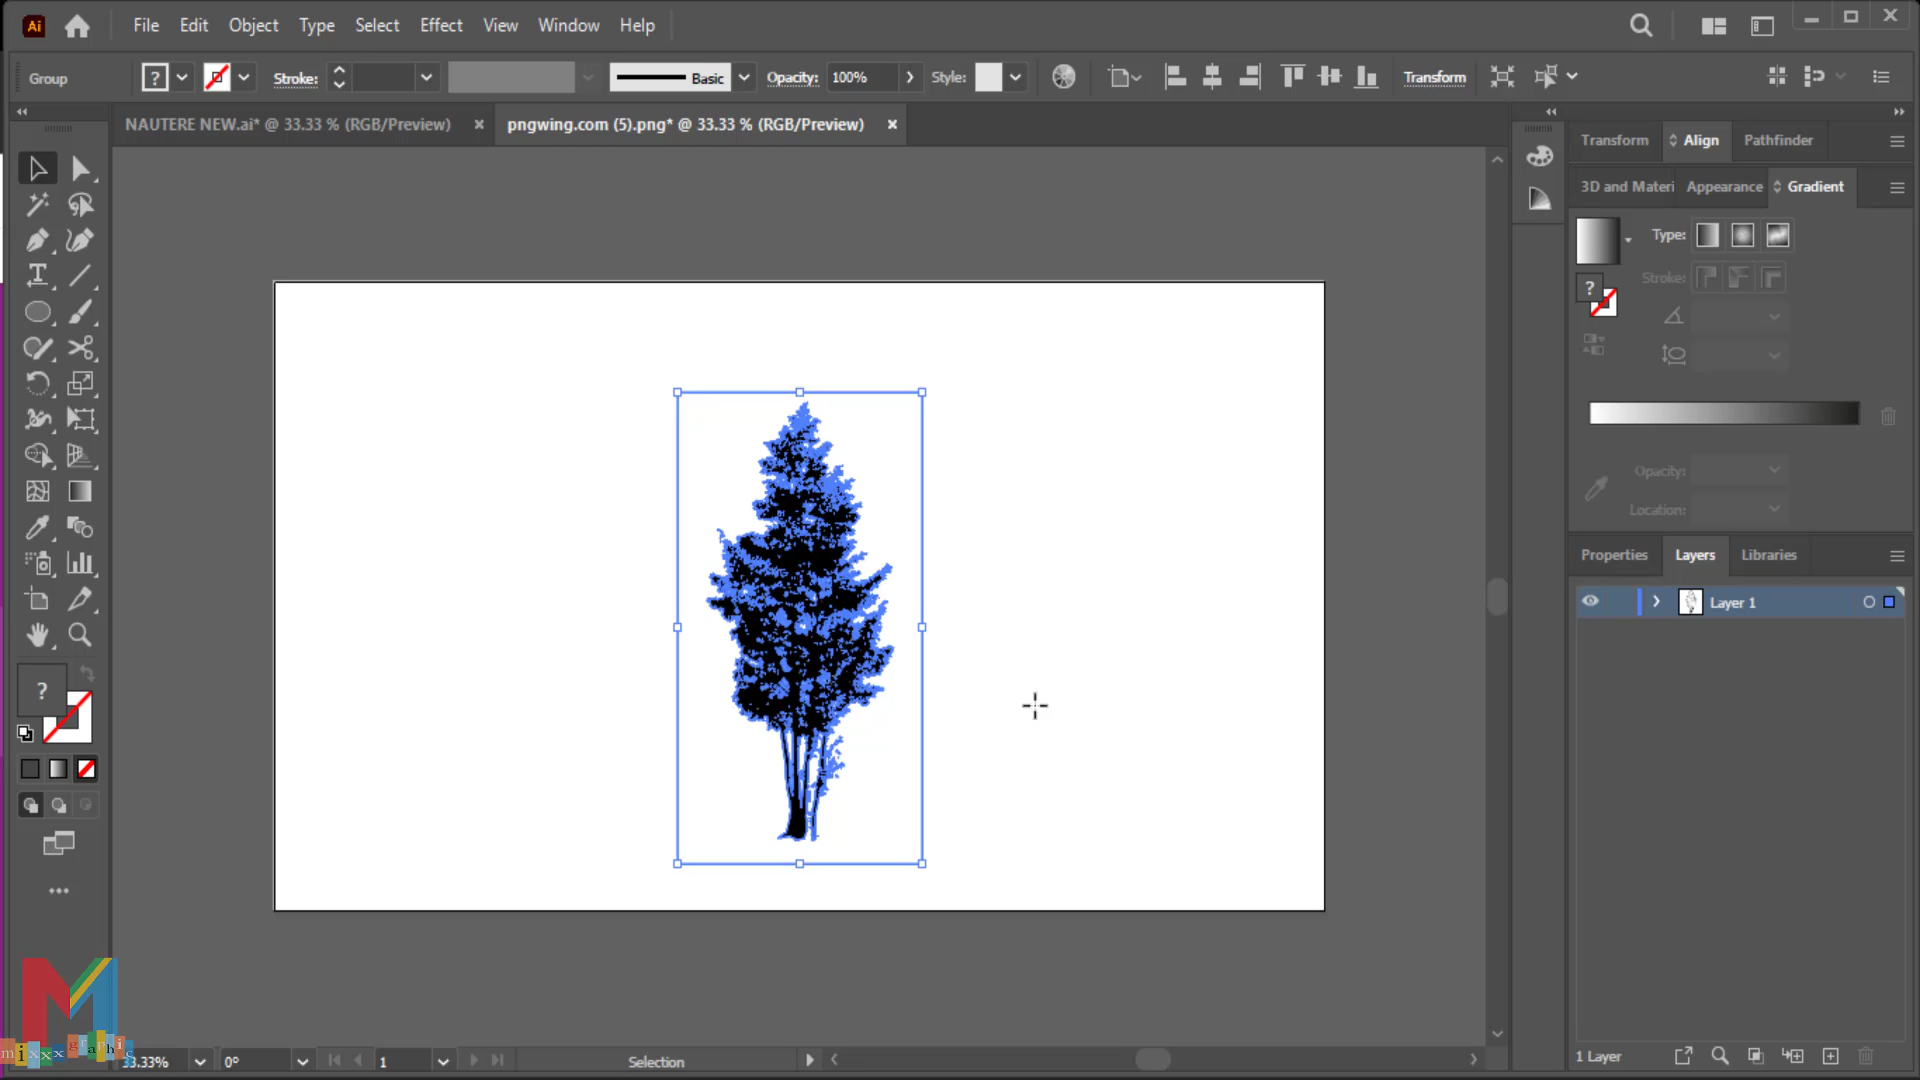 Ai File Edit Object Type Select Effect View Window Help
Group ? Stroke: Basic Opacity: 100% Style: Transform
NAUTERE NEW.ai* @ 33.33 % (RGB/Preview) × pngwing.com (5).png* @ 33.33 % (RGB/Preview) ×
Transform Align Pathfinder
3D and Materi Appearance Gradient
Type:
Stroke:
?
Opacity:
Location:
Properties Layers Libraries
Layer 1
?
M
mixxxgraphic
33.33% 0° 1 Selection
1 Layer